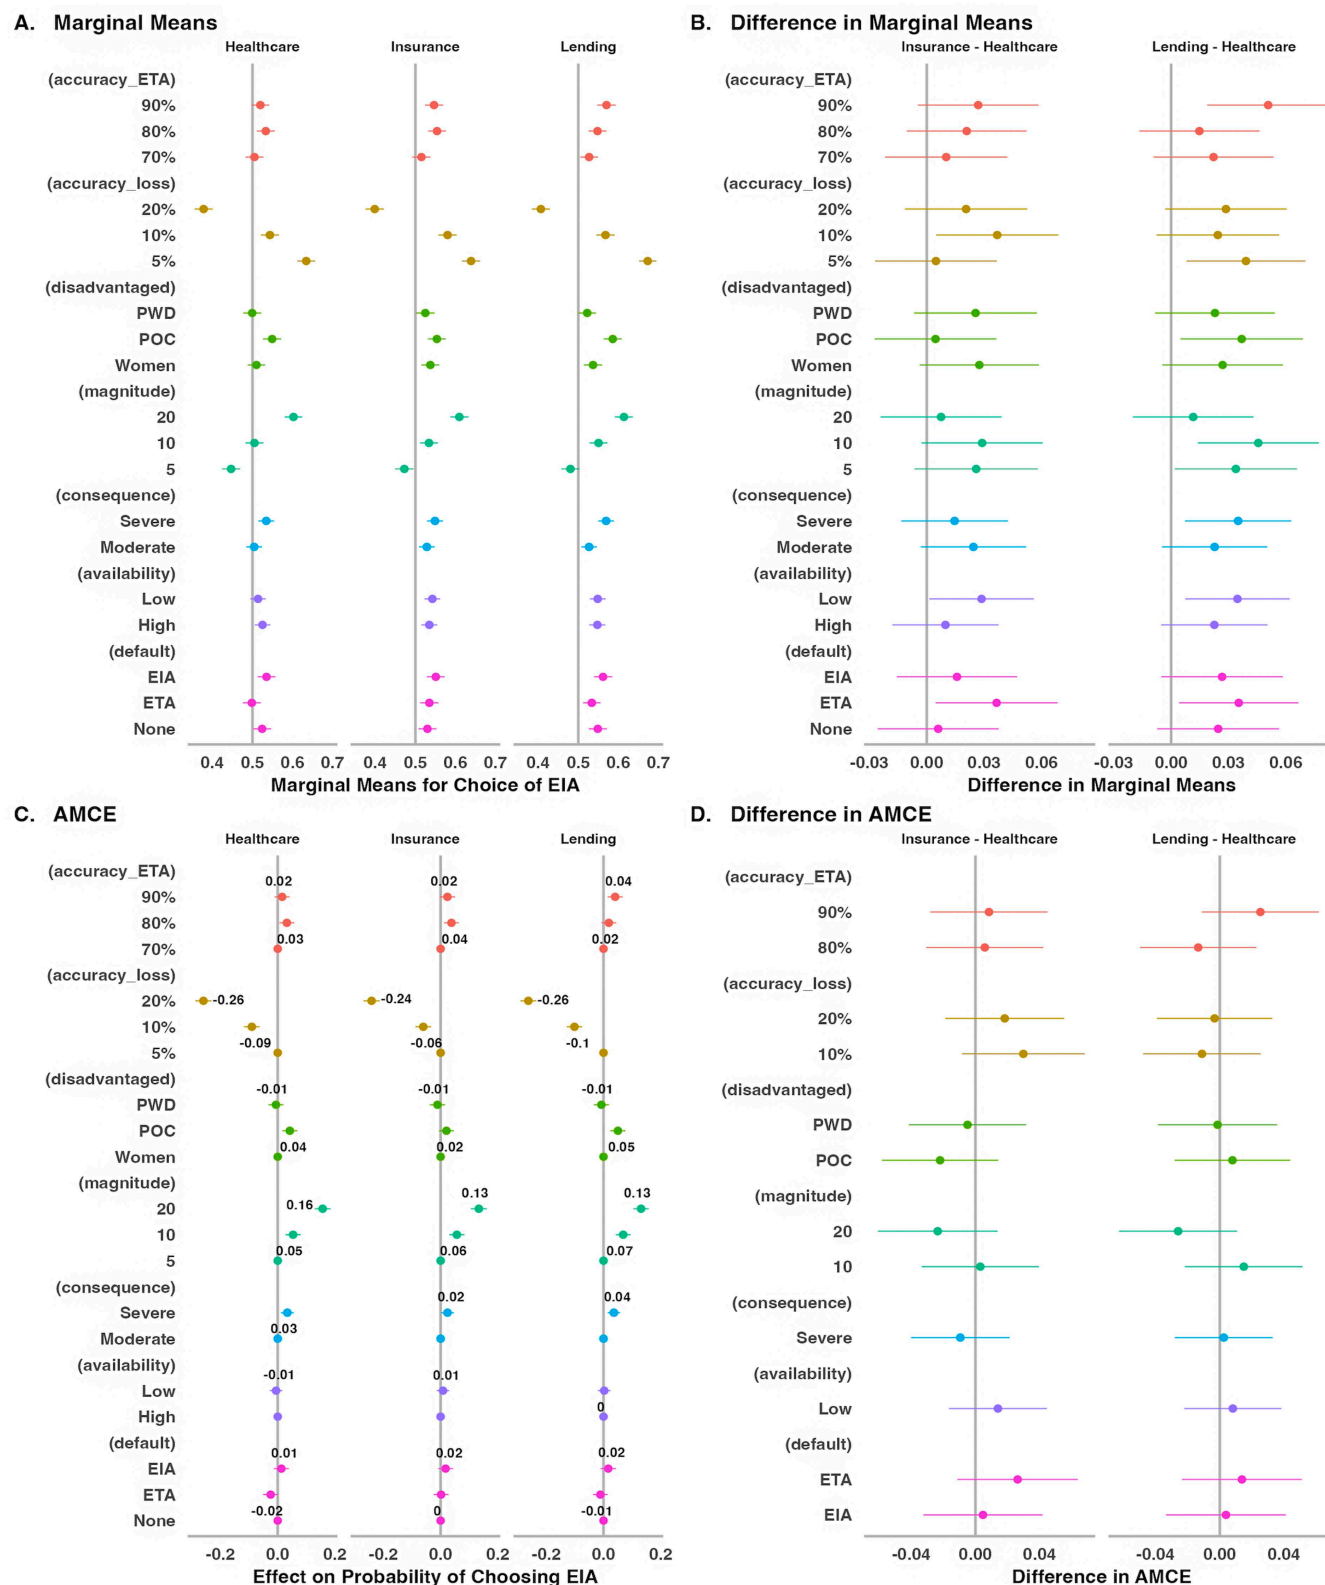 A. Marginal Means
Healthcare Insurance Lending
(accuracy_ETA)
90%
80%
70%
(accuracy_loss)
20%
10%
5%
(disadvantaged)
PWD
POC
Women
(magnitude)
20
10
5
(consequence)
Severe
Moderate
(availability)
Low
High
(default)
EIA
ETA
None
0.4 0.5 0.6 0.7 0.4 0.5 0.6 0.7 0.4 0.5 0.6 0.7
Marginal Means for Choice of EIA
B. Difference in Marginal Means
Insurance - Healthcare Lending - Healthcare
(accuracy_ETA)
90%
80%
70%
(accuracy_loss)
20%
10%
5%
(disadvantaged)
PWD
POC
Women
(magnitude)
20
10
5
(consequence)
Severe
Moderate
(availability)
Low
High
(default)
EIA
ETA
None
-0.03 0.00 0.03 0.06 -0.03 0.00 0.03 0.06
Difference in Marginal Means
C. AMCE
Healthcare Insurance Lending
(accuracy_ETA)
0.02 0.02 0.04
90%
80%
0.03 0.04 0.02
70%
(accuracy_loss)
20% -0.26 -0.24 -0.26
10%
-0.09 -0.06 -0.1
5%
(disadvantaged)
-0.01 -0.01 -0.01
PWD
POC
0.04 0.02 0.05
Women
(magnitude)
0.16 0.13 0.13
20
10
0.05 0.06 0.07
5
(consequence)
0.02 0.04
Severe
0.03
Moderate
(availability)
-0.01 0.01
Low
0
High
(default)
0.01 0.02 0.02
EIA
ETA
-0.02 0 -0.01
None
-0.2 0.0 0.2 -0.2 0.0 0.2 -0.2 0.0 0.2
Effect on Probability of Choosing EIA
D. Difference in AMCE
Insurance - Healthcare Lending - Healthcare
(accuracy_ETA)
90%
80%
(accuracy_loss)
20%
10%
(disadvantaged)
PWD
POC
(magnitude)
20
10
(consequence)
Severe
(availability)
Low
(default)
ETA
EIA
-0.04 0.00 0.04 -0.04 0.00 0.04
Difference in AMCE